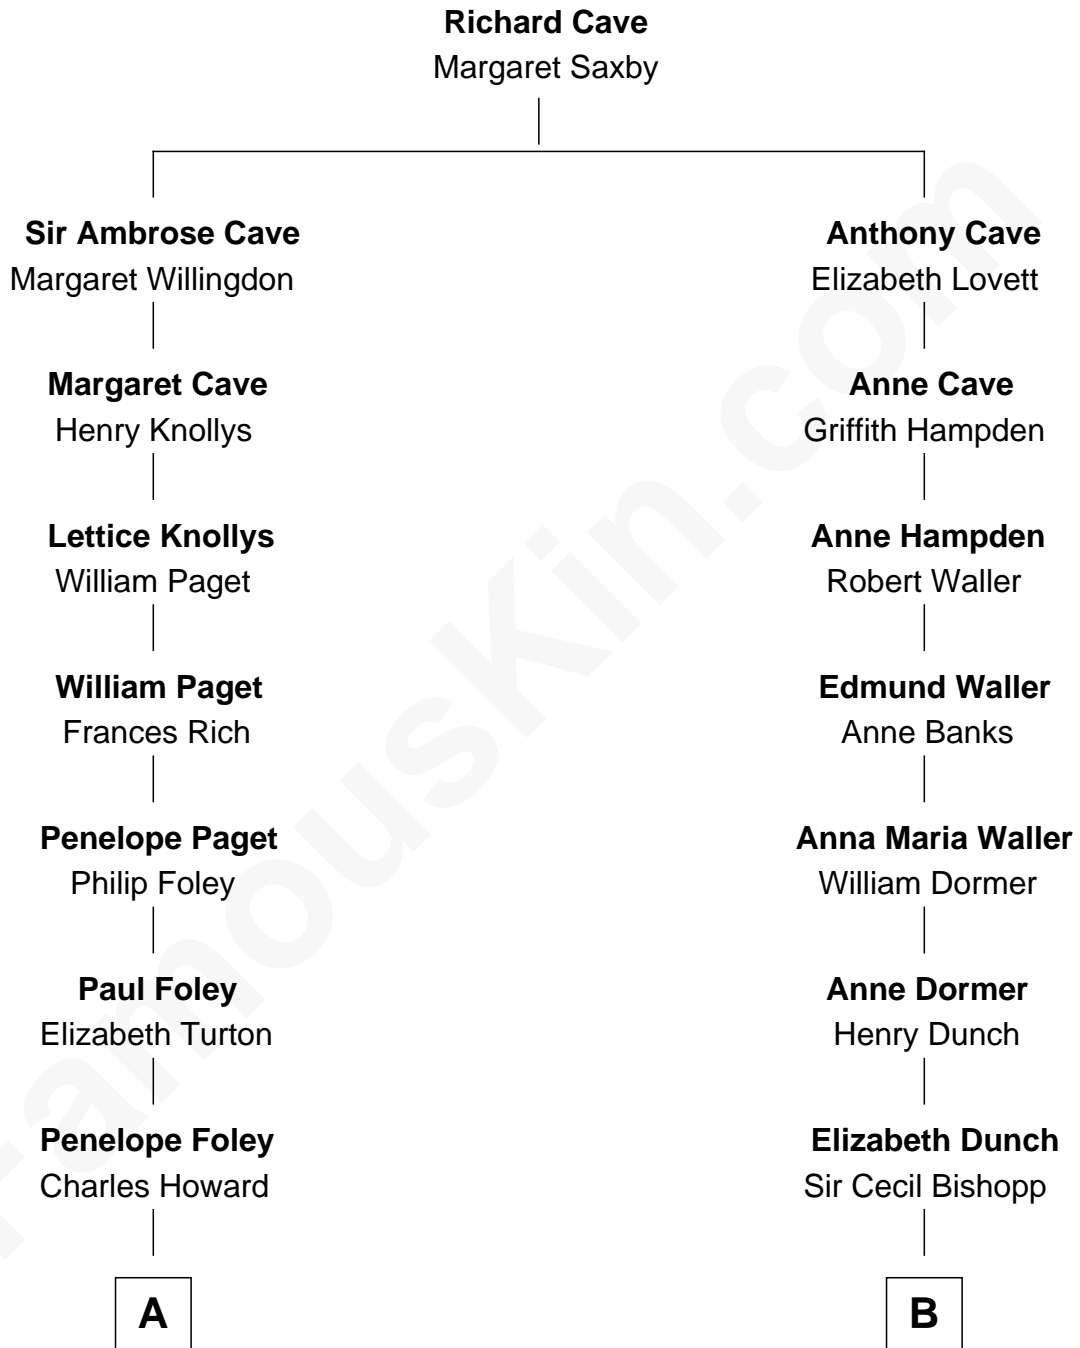 Richard Cave
Margaret Saxby
Sir Ambrose Cave
Margaret Willingdon
Anthony Cave
Elizabeth Lovett
Margaret Cave
Henry Knollys
Anne Cave
Griffith Hampden
Lettice Knollys
William Paget
Anne Hampden
Robert Waller
William Paget
Frances Rich
Edmund Waller
Anne Banks
Penelope Paget
Philip Foley
Anna Maria Waller
William Dormer
Paul Foley
Elizabeth Turton
Anne Dormer
Henry Dunch
Penelope Foley
Charles Howard
Elizabeth Dunch
Sir Cecil Bishopp
A
B
FamousKin.com